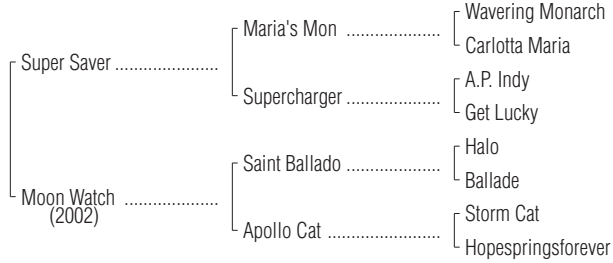 Wavering Monarch
Maria's Mon ....................
Carlotta Maria
Super Saver ......................
A.P. Indy
Supercharger ....................
Get Lucky
Halo
Saint Ballado ....................
Ballade
Moon Watch ....................
(2002)
Storm Cat
Apollo Cat ........................
Hopespringsforever